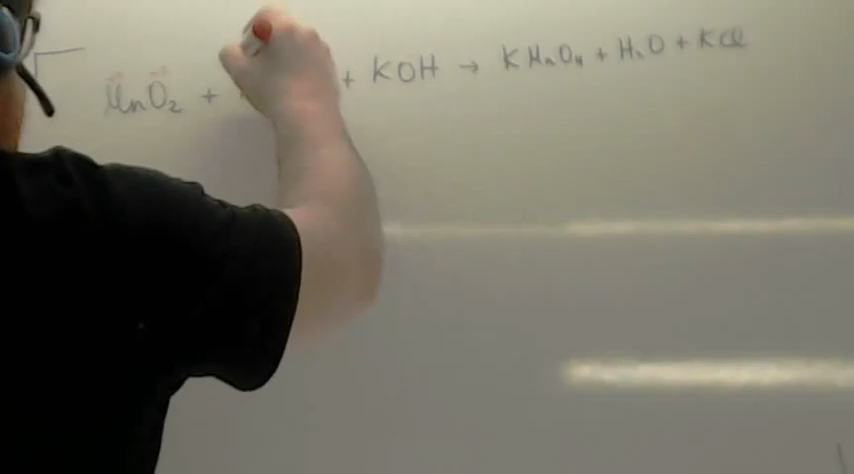 MnO₂ + + KOH → KMnO₄ + H₂O + KCl